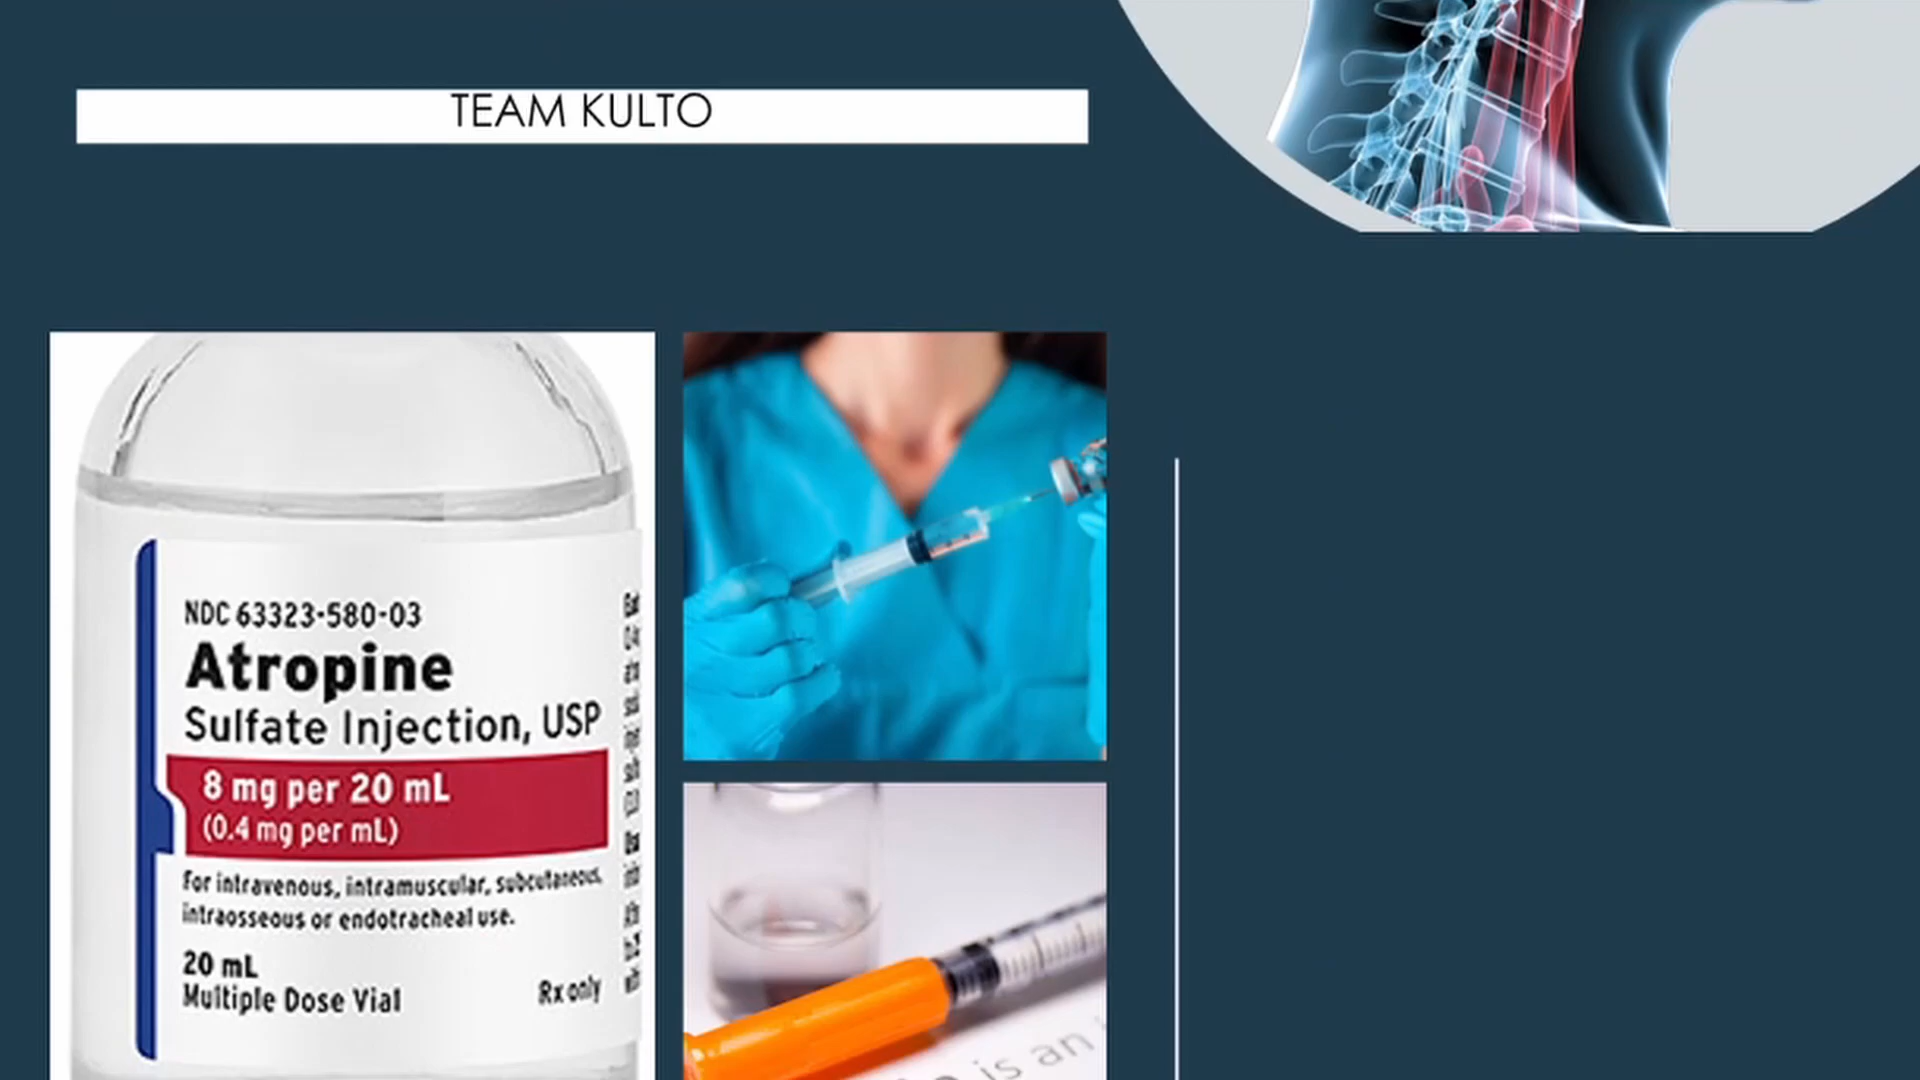 TEAM KULTO
NDC 63323-580-03
Atropine
Sulfate Injection, USP
8 mg per 20 mL
(0.4 mg per mL)
For intravenous, intramuscular, subcutaneous,
intraosseous or endotracheal use.
20 mL
Multiple Dose Vial
Rx only
is an